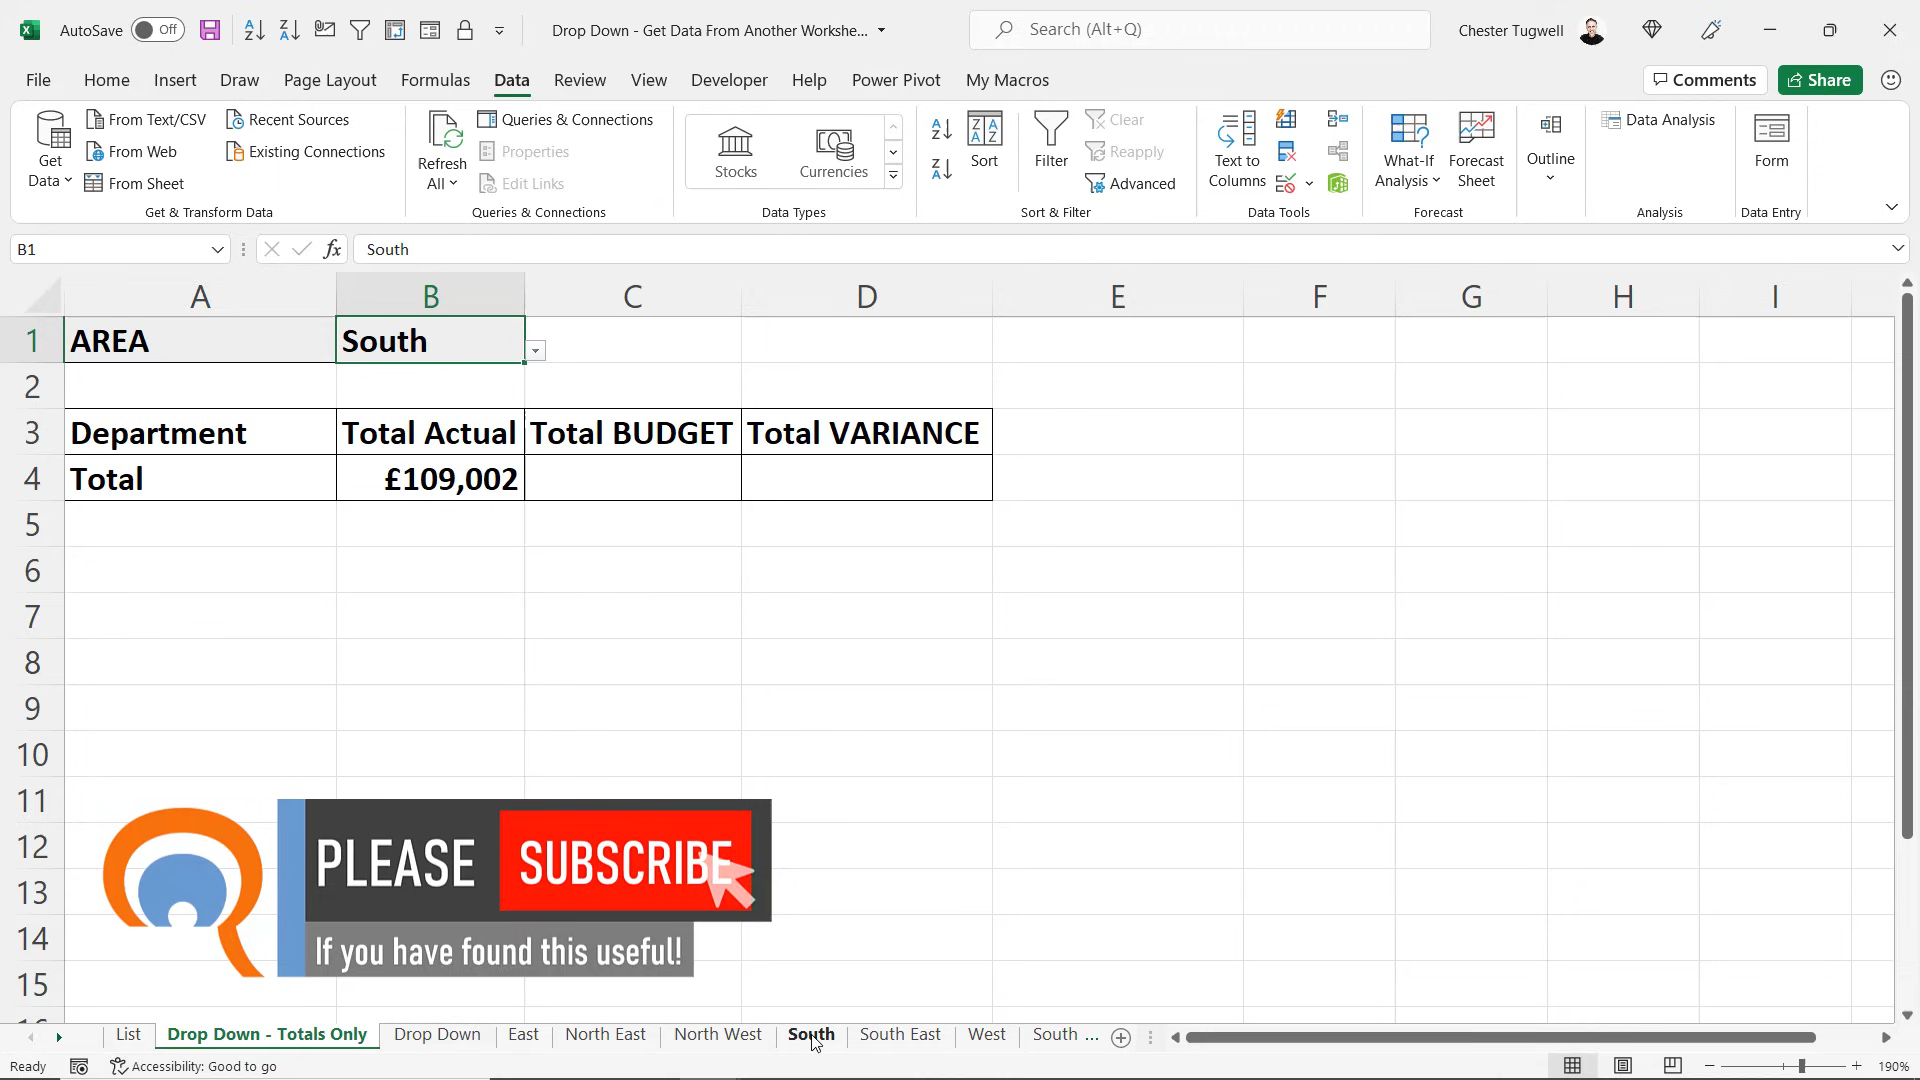 AutoSave Off Drop Down - Get Data From Another Workshe... Search (Alt+Q) Chester Tugwell
File Home Insert Draw Page Layout Formulas Data Review View Developer Help Power Pivot My Macros Comments Share
Get Data
From Text/CSV
From Web
From Sheet
Recent Sources
Existing Connections
Get & Transform Data
Refresh All
Queries & Connections
Properties
Edit Links
Queries & Connections
Stocks
Currencies
Data Types
Sort
Filter
Clear
Reapply
Advanced
Sort & Filter
Text to Columns
Data Tools
What-If Analysis
Forecast Sheet
Forecast
Outline
Data Analysis
Analysis
Form
Data Entry
B1 fx South
A B C D E F G H I
1 AREA South
2
3 Department Total Actual Total BUDGET Total VARIANCE
4 Total £109,002
5
6
7
8
9
10
11
12
13
14
15
PLEASE SUBSCRIBE
If you have found this useful!
List Drop Down - Totals Only Drop Down East North East North West South South East West South ...
Ready Accessibility: Good to go 190%